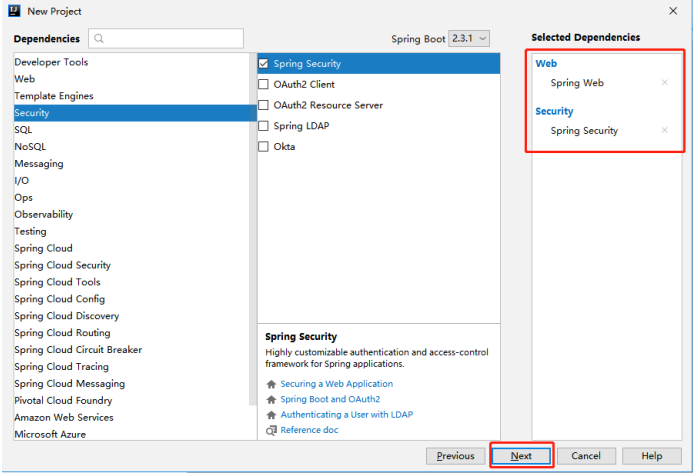 New Project
Dependencies
Spring Boot 2.3.1
Selected Dependencies
Developer Tools
Web
Template Engines
Security
SQL
NoSQL
Messaging
I/O
Ops
Observability
Testing
Spring Cloud
Spring Cloud Security
Spring Cloud Tools
Spring Cloud Config
Spring Cloud Discovery
Spring Cloud Routing
Spring Cloud Circuit Breaker
Spring Cloud Tracing
Spring Cloud Messaging
Pivotal Cloud Foundry
Amazon Web Services
Microsoft Azure
Spring Security
OAuth2 Client
OAuth2 Resource Server
Spring LDAP
Okta
Spring Security
Highly customizable authentication and access-control
framework for Spring applications.
Securing a Web Application
Spring Boot and OAuth2
Authenticating a User with LDAP
Reference doc
Web
Spring Web
Security
Spring Security
Previous
Next
Cancel
Help